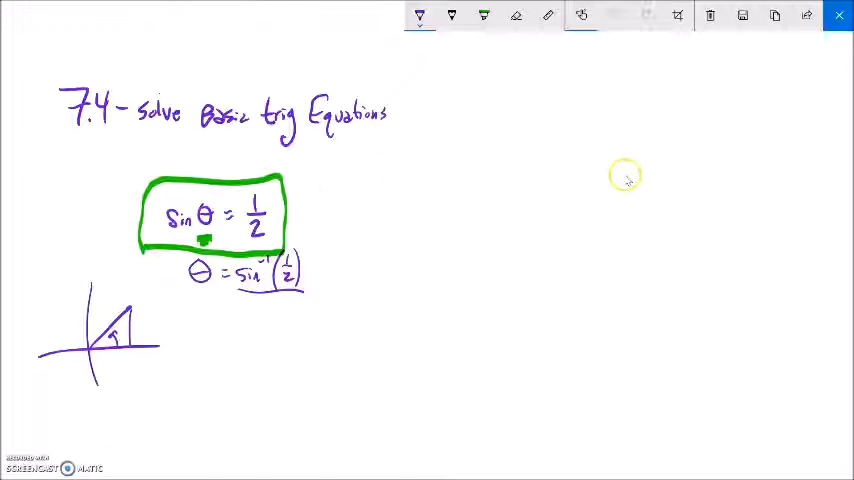 7.4 - Solve Basic trig Equations
sin θ = 1/2
θ = sin⁻¹(1/2)
RECORDED WITH
SCREENCAST MATIC